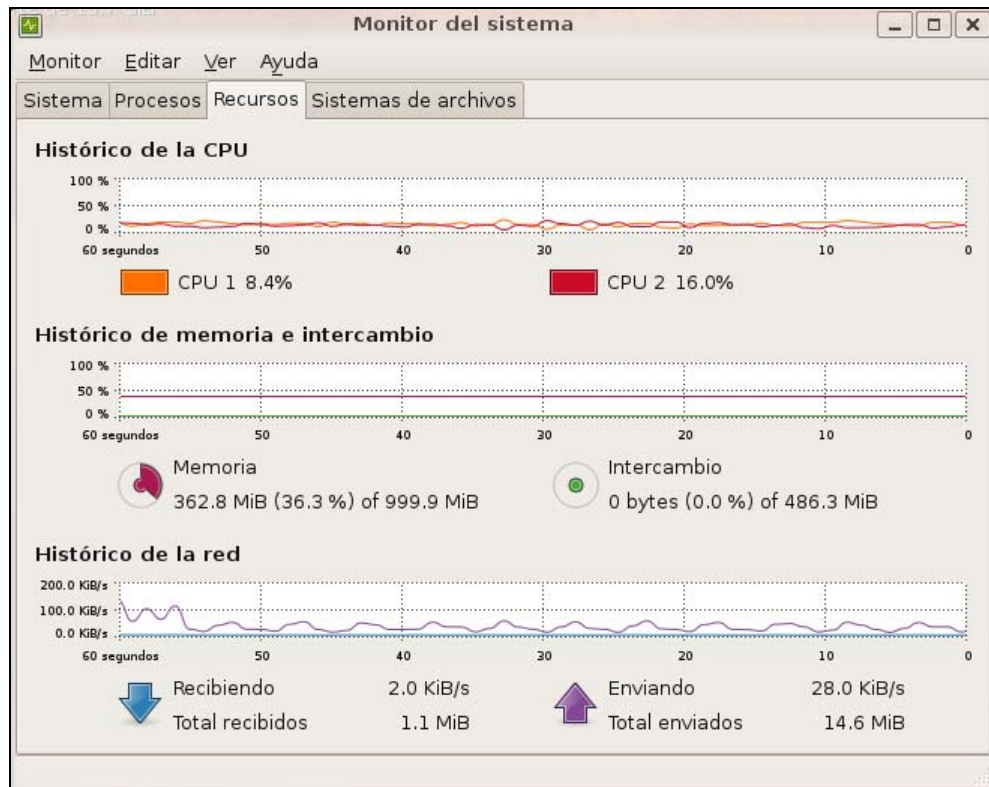 Monitor del sistema
Monitor Editar Ver Ayuda
Sistema Procesos Recursos Sistemas de archivos
Histórico de la CPU
100 %
50 %
0 %
60 segundos 50 40 30 20 10 0
CPU 1 8.4% CPU 2 16.0%
Histórico de memoria e intercambio
100 %
50 %
0 %
60 segundos 50 40 30 20 10 0
Memoria Intercambio
362.8 MiB (36.3 %) of 999.9 MiB 0 bytes (0.0 %) of 486.3 MiB
Histórico de la red
200.0 KiB/s
100.0 KiB/s
0.0 KiB/s
60 segundos 50 40 30 20 10 0
Recibiendo 2.0 KiB/s Enviando 28.0 KiB/s
Total recibidos 1.1 MiB Total enviados 14.6 MiB